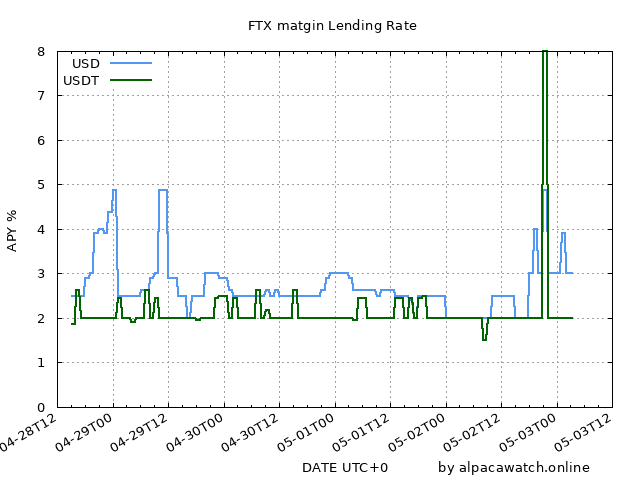 FTX matgin Lending Rate
USD
USDT
8
7
6
5
4
3
2
1
0
APY %
04-28T12
04-29T00
04-29T12
04-30T00
04-30T12
05-01T00
05-01T12
05-02T00
05-02T12
05-03T00
05-03T12
DATE UTC+0
by alpacawatch.online